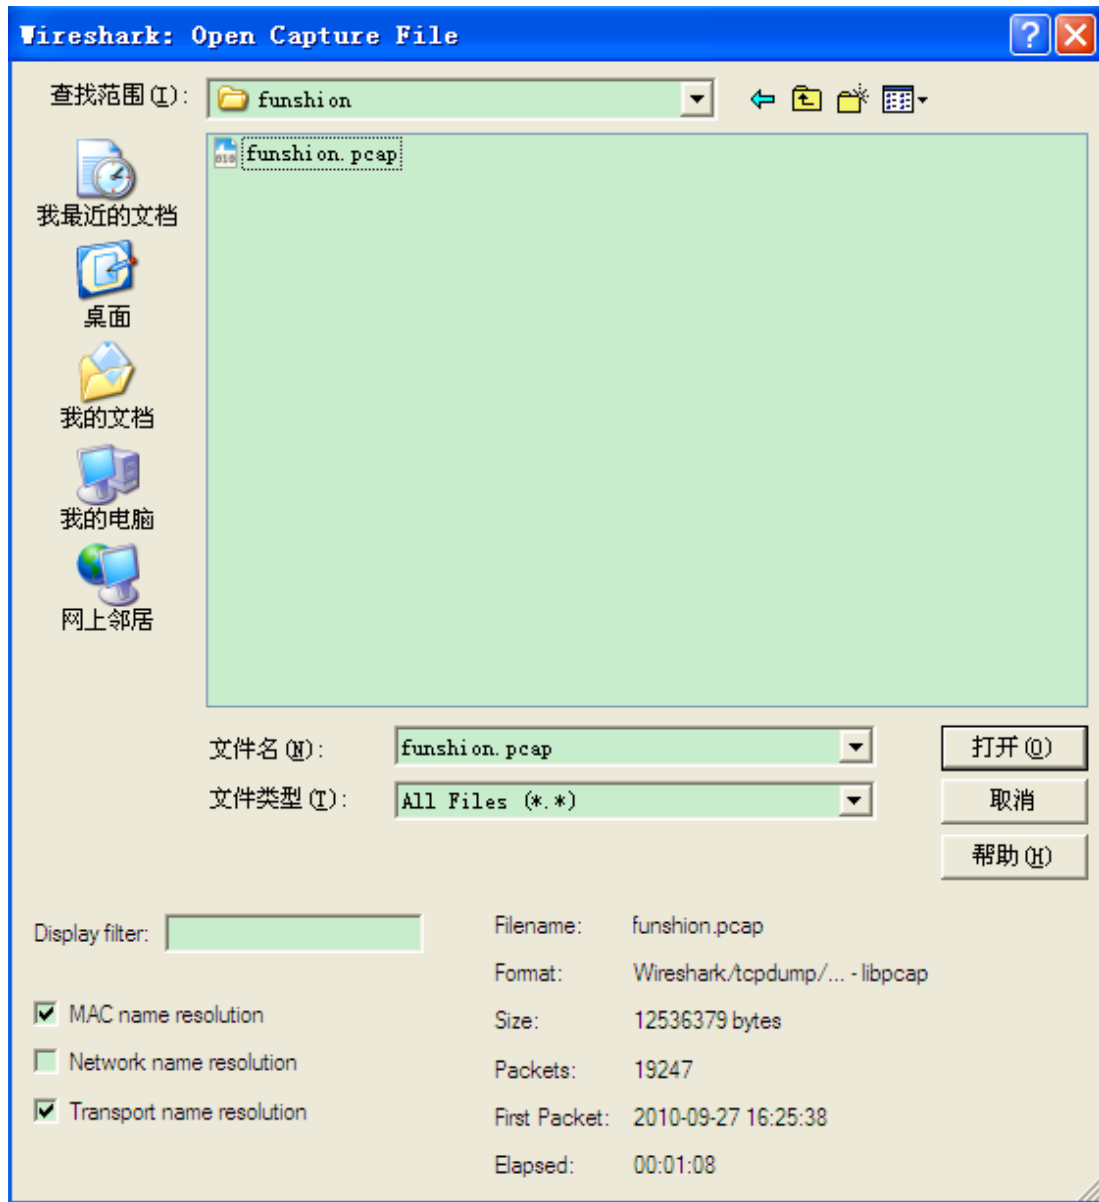 Wireshark: Open Capture File
查找范围(I):
funshion
funshion.pcap
我最近的文档
桌面
我的文档
我的电脑
网上邻居
文件名(N):
funshion.pcap
打开(O)
文件类型(T):
All Files (*.*)
取消
帮助(H)
Display filter:
Filename: funshion.pcap
Format: Wireshark/tcpdump/... - libpcap
MAC name resolution
Size: 12536379 bytes
Network name resolution
Packets: 19247
Transport name resolution
First Packet: 2010-09-27 16:25:38
Elapsed: 00:01:08